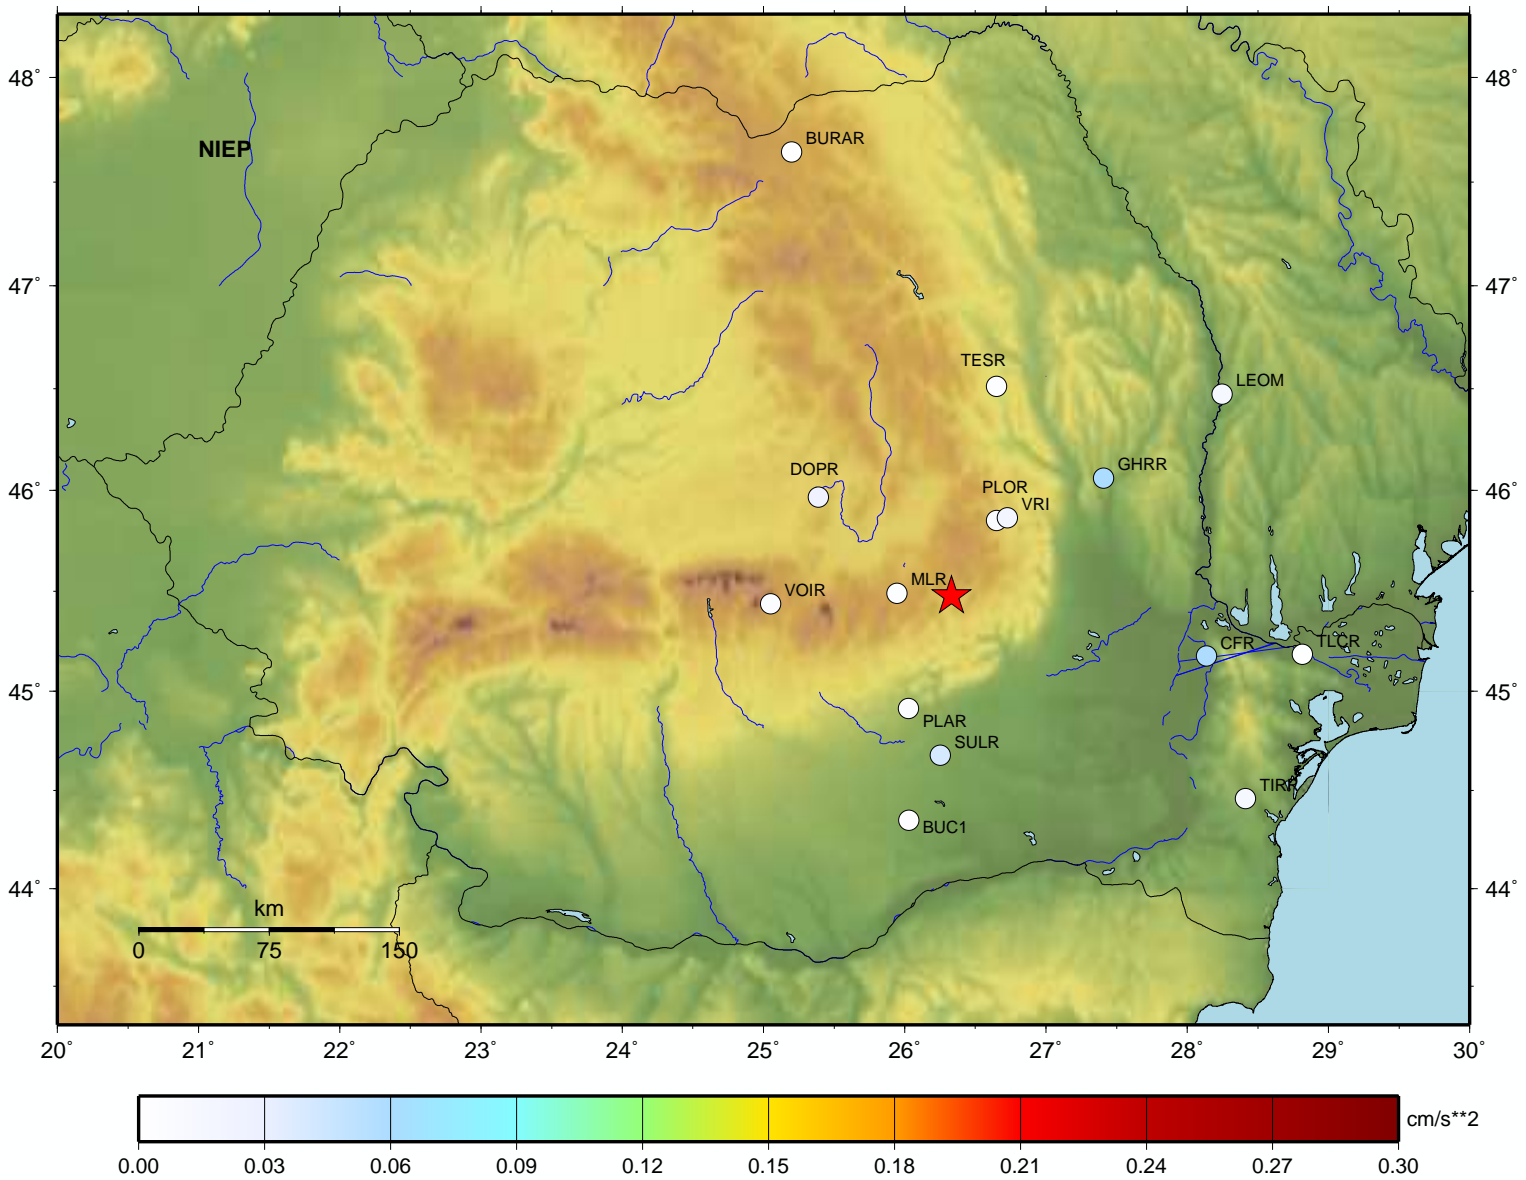 48° 48°
BURAR
NIEP
47° 47°
TESR
LEOM
GHRR
DOPR
PLOR
46° 46°
VRI
MLR
VOIR
CFR
TLCR
45° 45°
PLAR
SULR
TIRR
BUC1
44° 44°
km
0 75 150
20° 21° 22° 23° 24° 25° 26° 27° 28° 29° 30°
cm/s**2
0.00 0.03 0.06 0.09 0.12 0.15 0.18 0.21 0.24 0.27 0.30